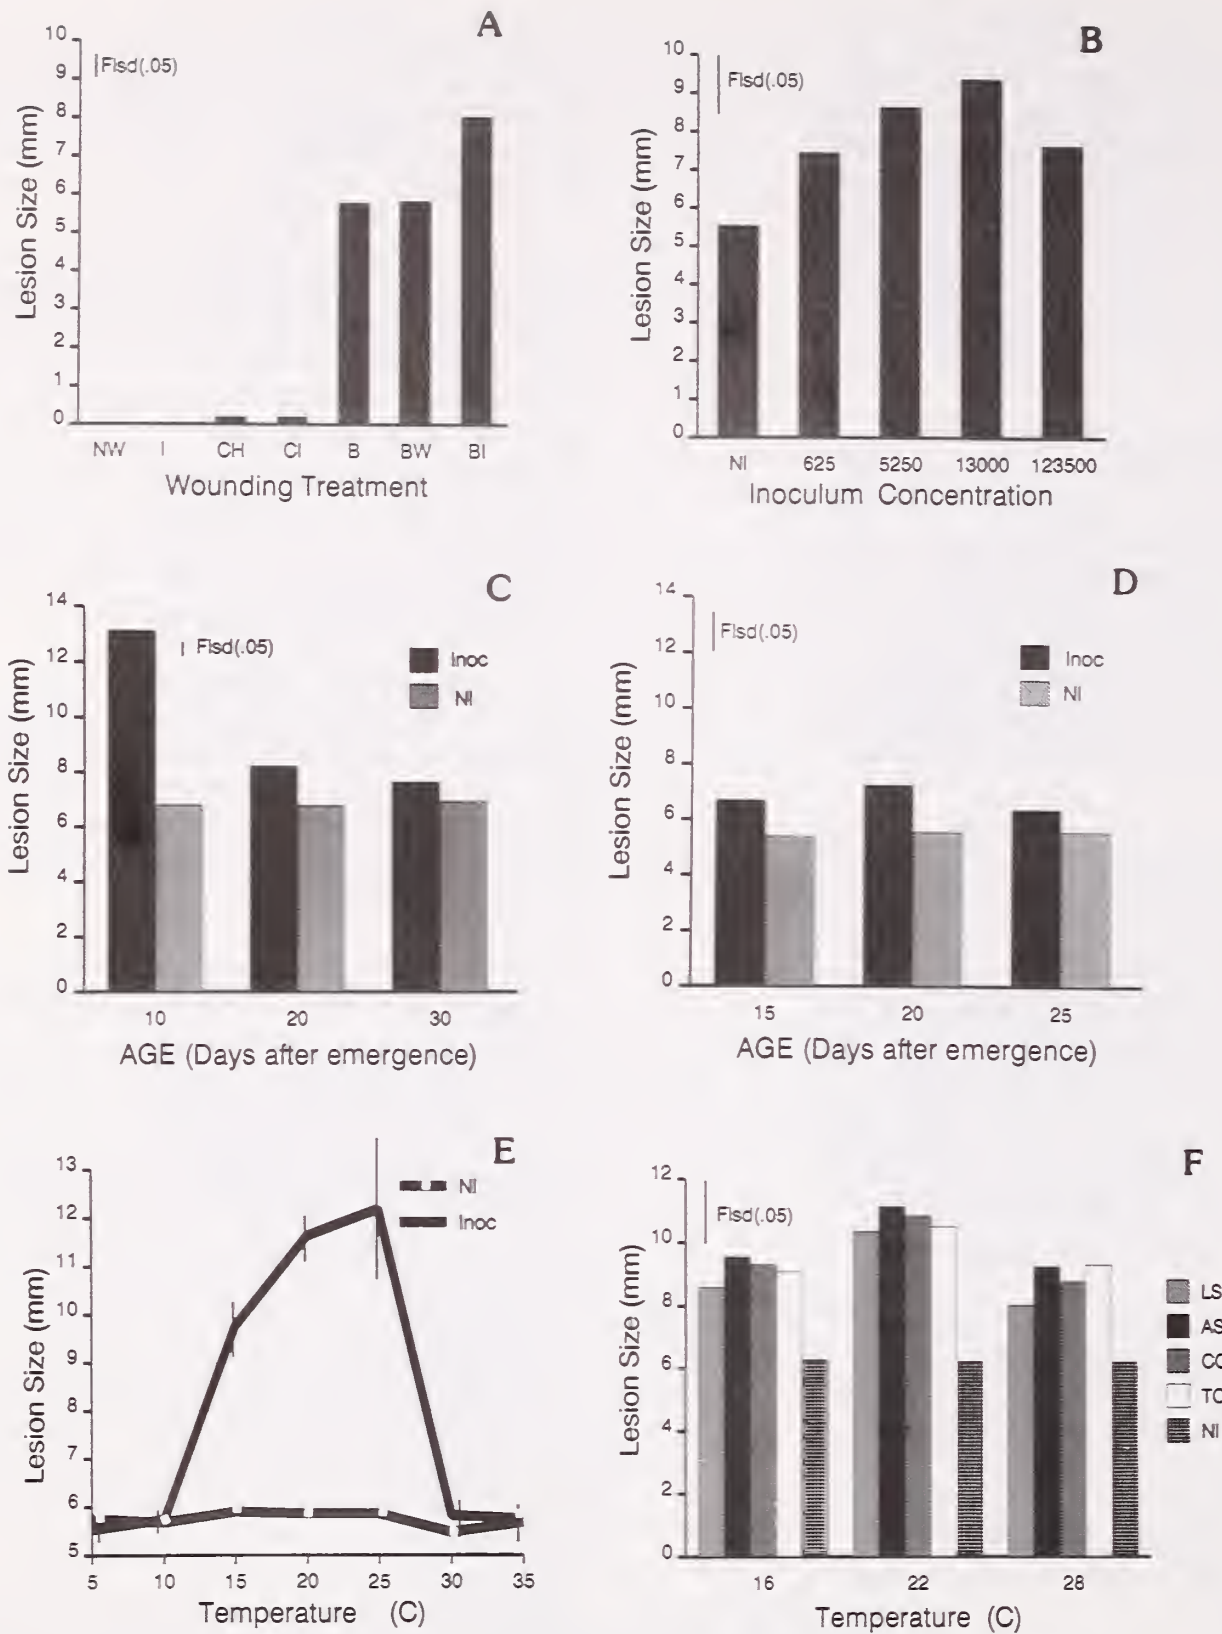 A
10
9
8
7
6
5
4
3
2
1
0
Flsd(.05)
Lesion Size (mm)
NW I CH CI B BW BI
Wounding Treatment
B
10
9
8
7
6
5
4
3
2
1
0
Flsd(.05)
Lesion Size (mm)
NI 625 5250 13000 123500
Inoculum Concentration
C
14
12
10
8
6
4
2
0
Flsd(.05)
Inoc
NI
Lesion Size (mm)
10 20 30
AGE (Days after emergence)
D
14
12
10
8
6
4
2
0
Flsd(.05)
Inoc
NI
Lesion Size (mm)
15 20 25
AGE (Days after emergence)
E
13
12
11
10
9
8
7
6
5
NI
Inoc
Lesion Size (mm)
5 10 15 20 25 30 35
Temperature (C)
F
12
10
8
6
4
2
0
Flsd(.05)
Lesion Size (mm)
LS
AS
TC
NI
16 22 28
Temperature (C)